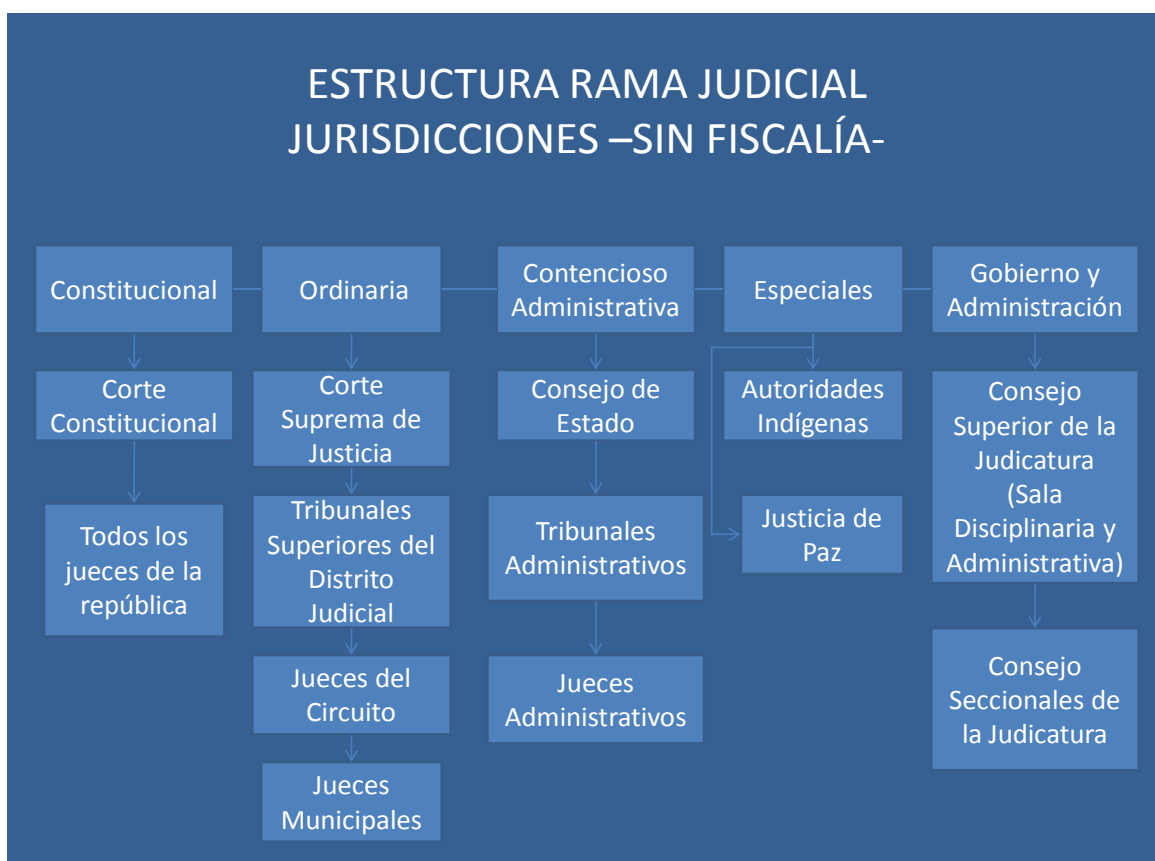 ESTRUCTURA RAMA JUDICIAL
JURISDICCIONES –SIN FISCALÍA-
Constitucional
Ordinaria
Contencioso
Administrativa
Especiales
Gobierno y
Administración
Corte
Constitucional
Corte
Suprema de
Justicia
Consejo de
Estado
Autoridades
Indígenas
Consejo
Superior de la
Judicatura
(Sala
Disciplinaria y
Administrativa)
Todos los
jueces de la
república
Tribunales
Superiores del
Distrito
Judicial
Tribunales
Administrativos
Justicia de
Paz
Jueces del
Circuito
Jueces
Administrativos
Consejo
Seccionales de
la Judicatura
Jueces
Municipales